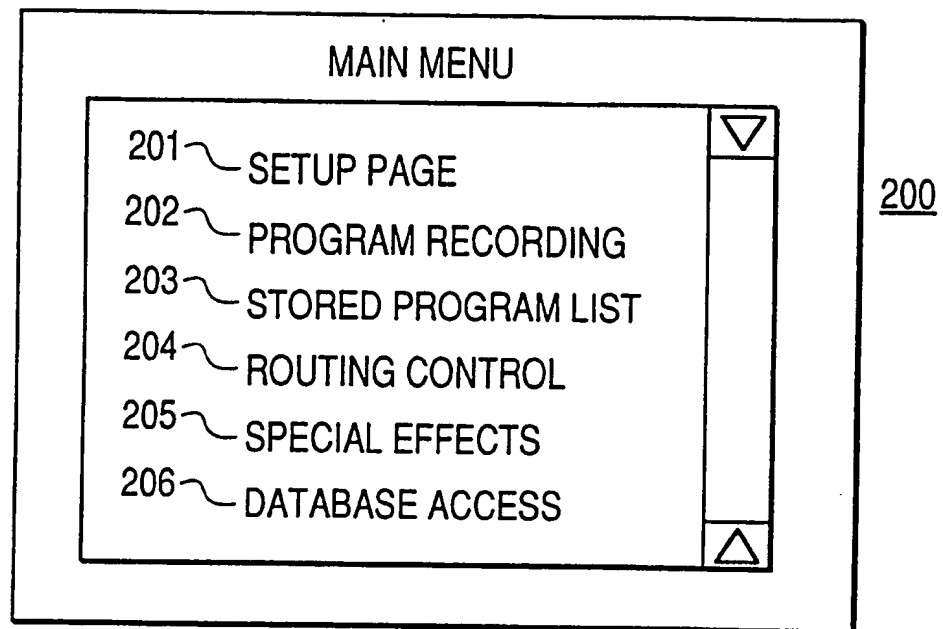 MAIN MENU
201 SETUP PAGE
200
202 PROGRAM RECORDING
203 STORED PROGRAM LIST
204 ROUTING CONTROL
205 SPECIAL EFFECTS
206 DATABASE ACCESS